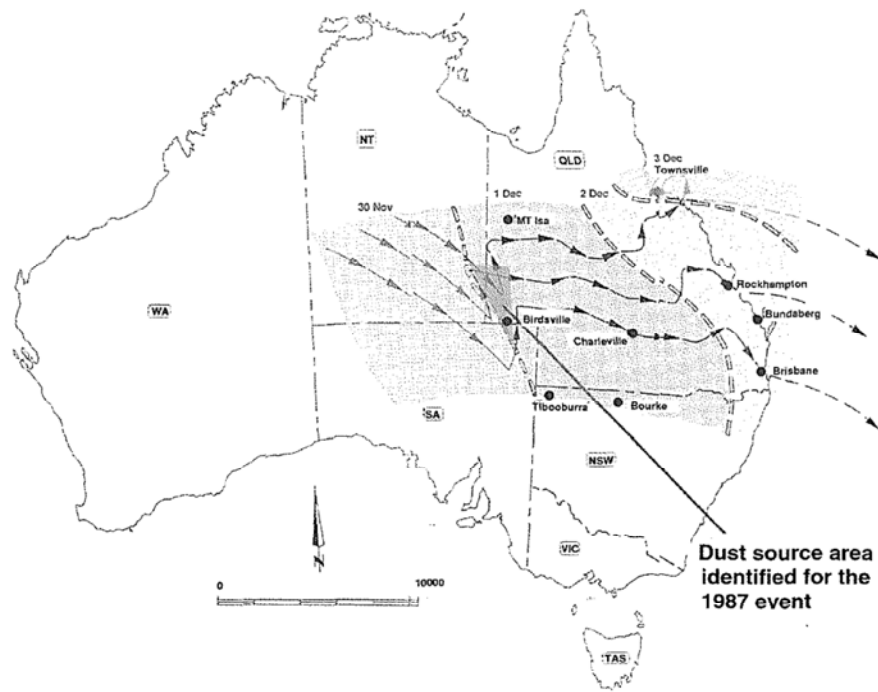 NT
QLD
3 Dec
Townsville
30 Nov
1 Dec
2 Dec
MT Isa
WA
Rockhampton
Birdsville
Bundaberg
Charleville
Brisbane
SA
Tibooburra
Bourke
NSW
N
VIC
Dust source area
identified for the
1987 event
0
10000
TAS